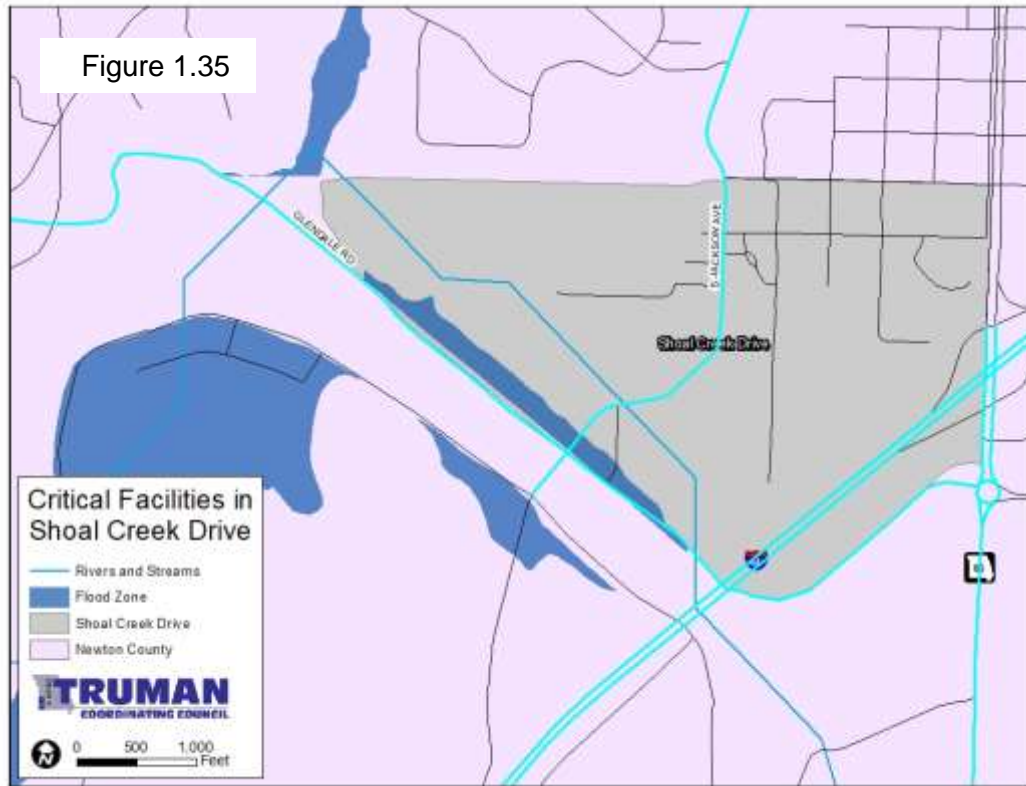 Figure 1.35
GLENDALE RD
S JACKSON AVE
Shoal Creek Drive
Critical Facilities in
Shoal Creek Drive
Rivers and Streams
Flood Zone
Shoal Creek Drive
Newton County
TRUMAN
COORDINATING COUNCIL
N
0 500 1,000
Feet